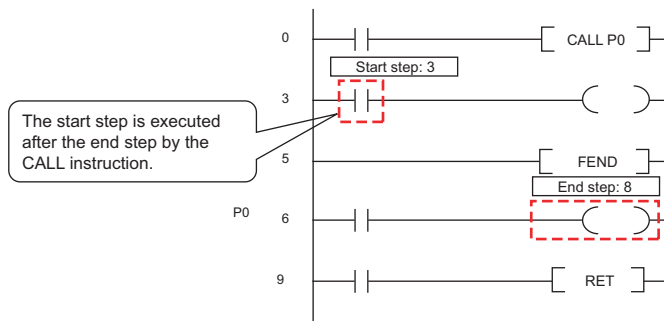 0 CALL P0
Start step: 3
3
The start step is executed
after the end step by the
CALL instruction.
5 FEND
End step: 8
P0 6
9 RET